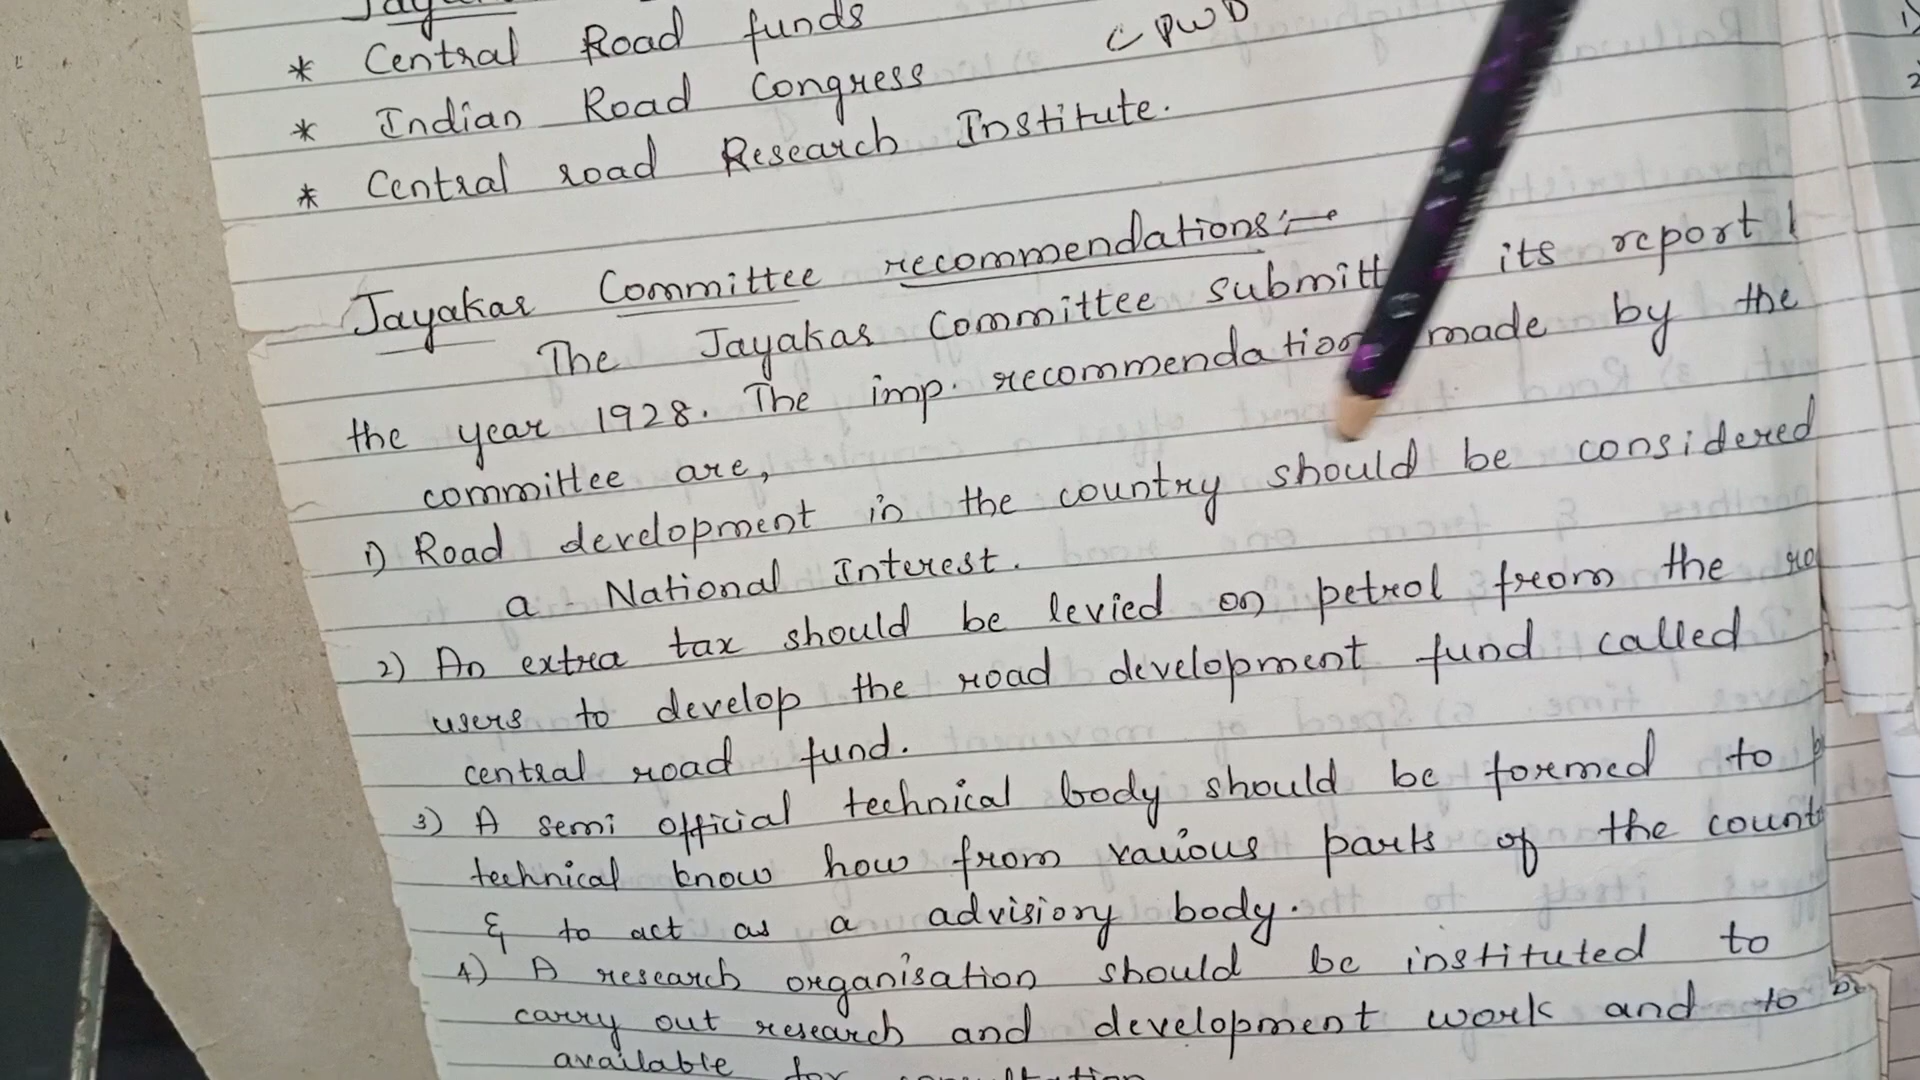 * Central Road funds
CPWD
* Indian Road Congress
* Central road Research Institute.
Jayakar Committee recommendations:-
The Jayakar Committee submitt its report
the year 1928. The imp. recommendation made by the
committee are,
1) Road development in the country should be considered
a National Interest.
2) An extra tax should be levied on petrol from the ro
users to develop the road development fund called
central road fund.
3) A semi official technical body should be formed to
technical know how from various parts of the count
& to act as a advisiory body.
4) A research organisation should be instituted to
carry out research and development work and to
available for